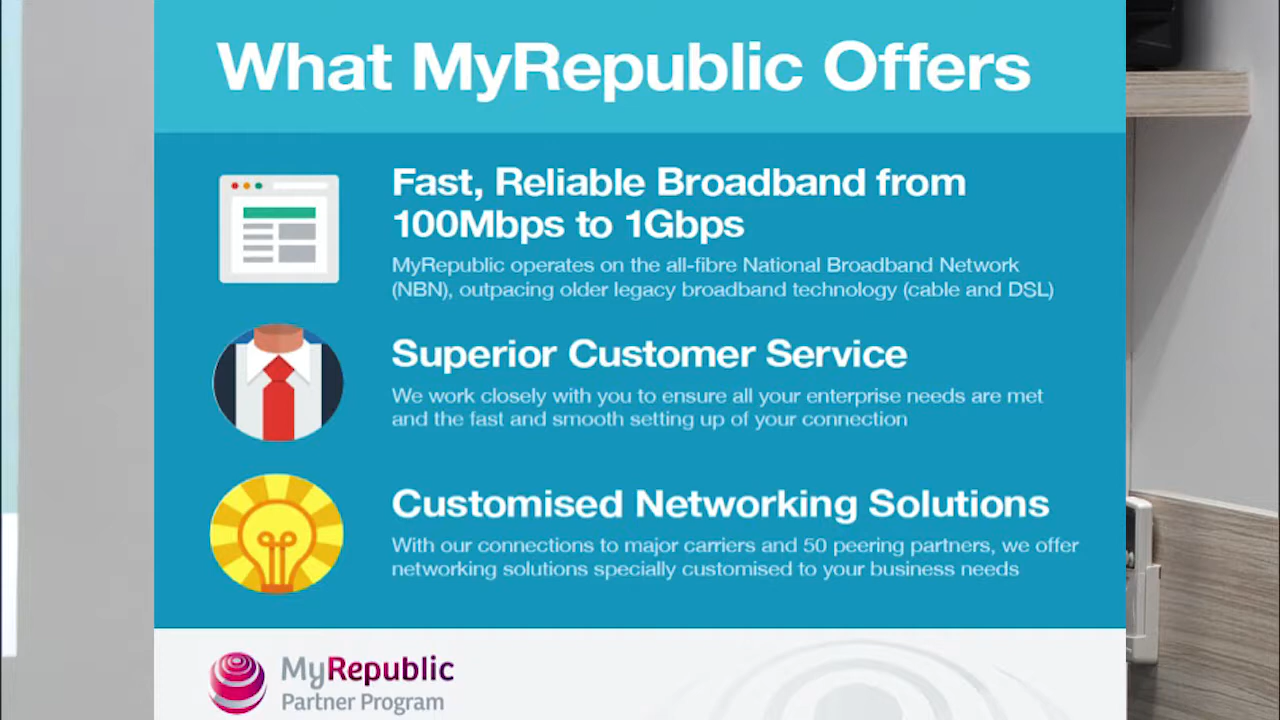 What MyRepublic Offers
Fast, Reliable Broadband from
100Mbps to 1Gbps
MyRepublic operates on the all-fibre National Broadband Network
(NBN), outpacing older legacy broadband technology (cable and DSL)
Superior Customer Service
We work closely with you to ensure all your enterprise needs are met
and the fast and smooth setting up of your connection
Customised Networking Solutions
With our connections to major carriers and 50 peering partners, we offer
networking solutions specially customised to your business needs
MyRepublic
Partner Program